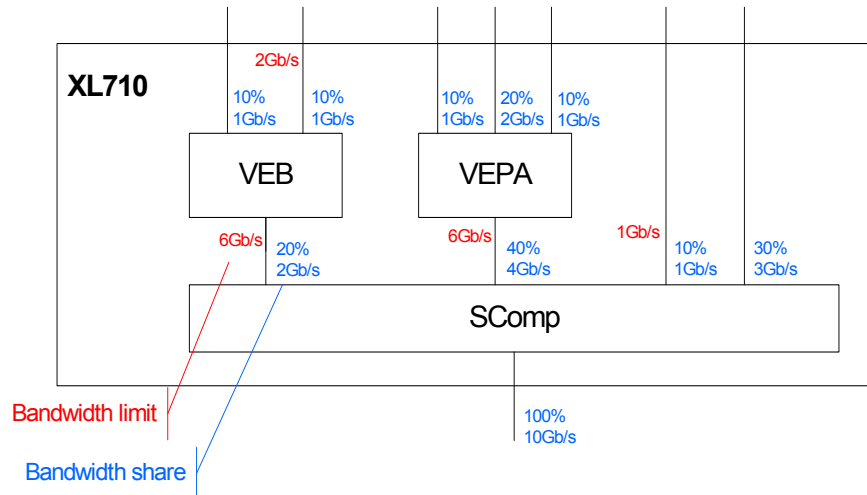 2Gb/s
XL710
10%
1Gb/s
10%
1Gb/s
10%
1Gb/s
20%
2Gb/s
10%
1Gb/s
VEB
VEPA
6Gb/s
20%
2Gb/s
6Gb/s
40%
4Gb/s
1Gb/s
10%
1Gb/s
30%
3Gb/s
SComp
Bandwidth limit
100%
10Gb/s
Bandwidth share